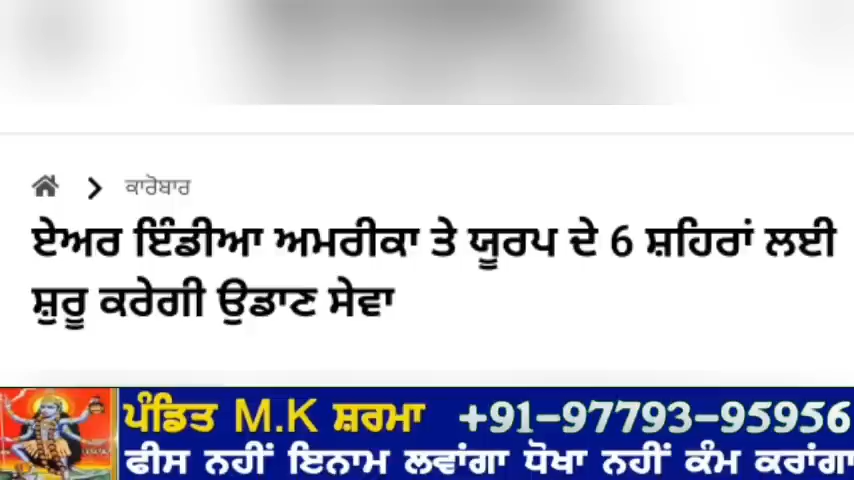 ਕਾਰੋਬਾਰ
ਏਅਰ ਇੰਡੀਆ ਅਮਰੀਕਾ ਤੇ ਯੂਰਪ ਦੇ 6 ਸ਼ਹਿਰਾਂ ਲਈ
ਸ਼ੁਰੂ ਕਰੇਗੀ ਉਡਾਣ ਸੇਵਾ
ਪੰਡਿਤ M.K ਸ਼ਰਮਾ +91-97793-95956
ਫੀਸ ਨਹੀਂ ਇਨਾਮ ਲਵਾਂਗਾ ਧੋਖਾ ਨਹੀਂ ਕੰਮ ਕਰਾਂਗਾ